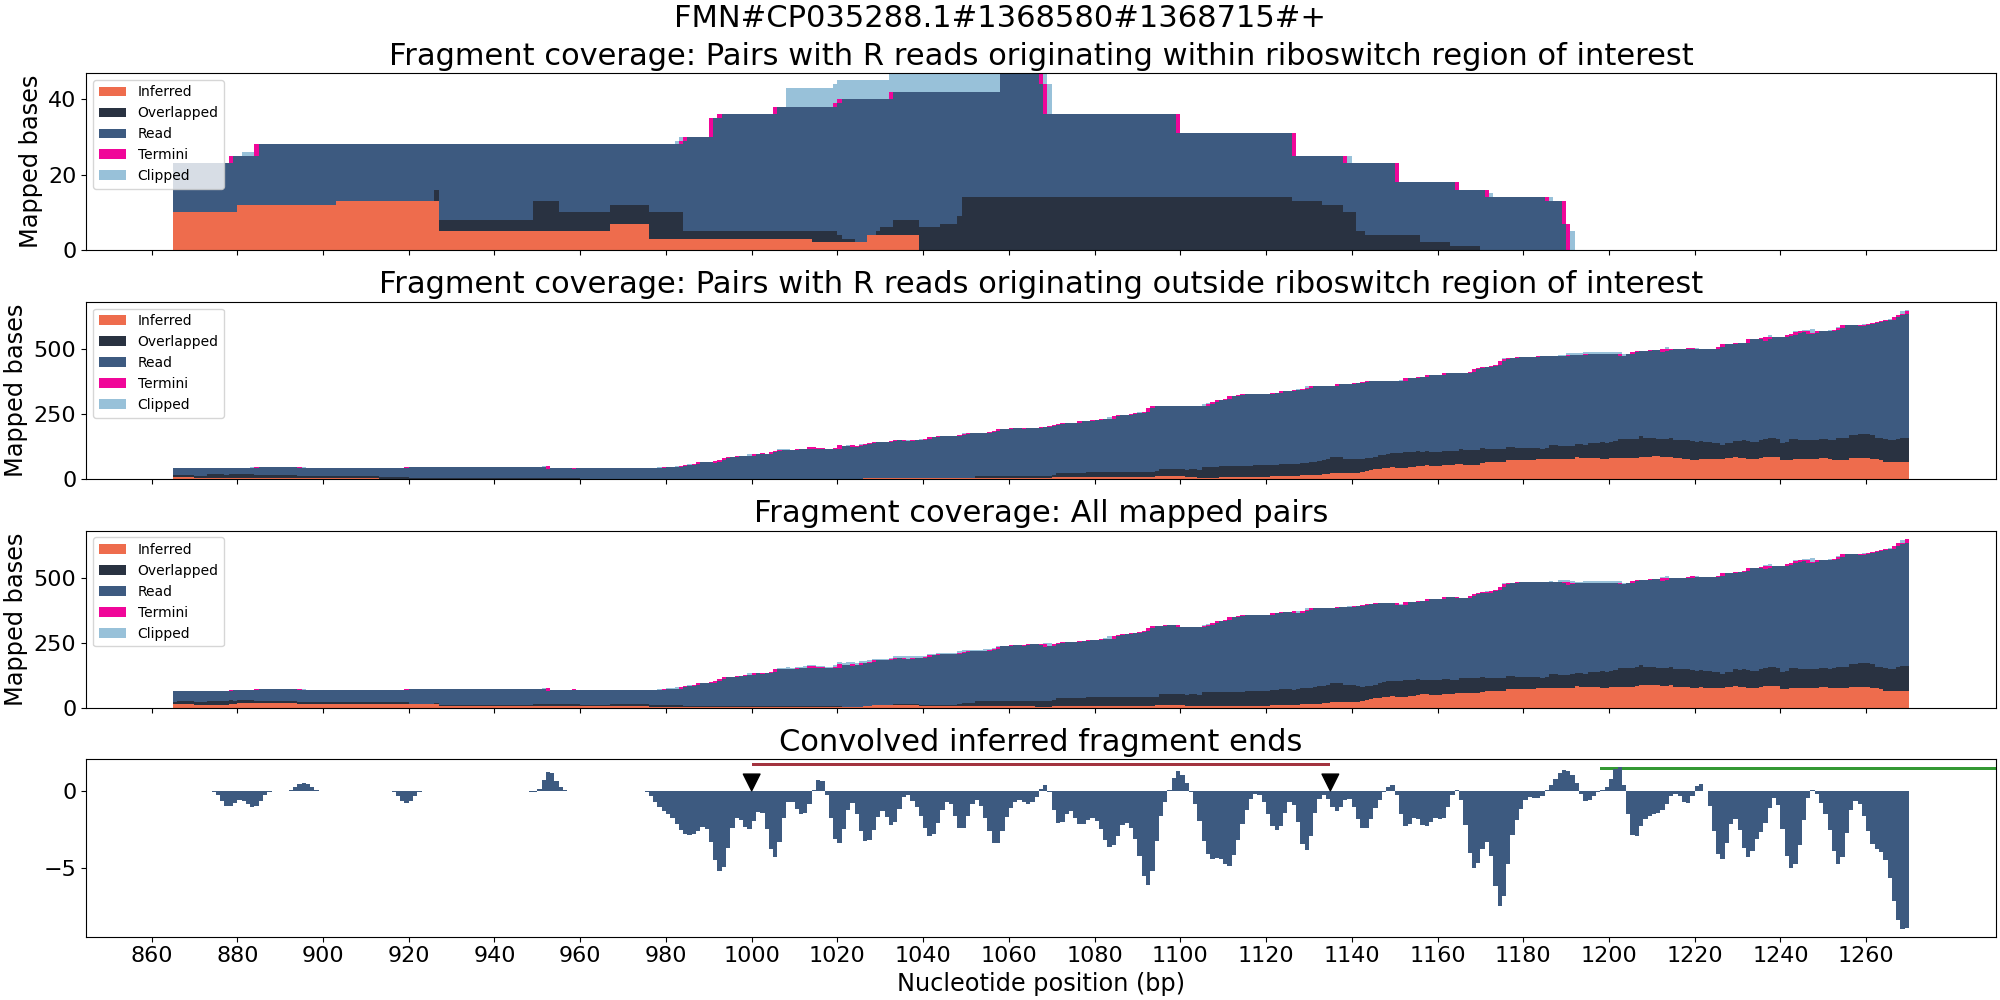 FMN#CP035288.1#1368580#1368715#+
Fragment coverage: Pairs with R reads originating within riboswitch region of interest
Mapped bases
40
20
0
Inferred
Overlapped
Read
Termini
Clipped
Fragment coverage: Pairs with R reads originating outside riboswitch region of interest
Mapped bases
500
250
0
Inferred
Overlapped
Read
Termini
Clipped
Fragment coverage: All mapped pairs
Mapped bases
500
250
0
Inferred
Overlapped
Read
Termini
Clipped
Convolved inferred fragment ends
0
−5
860 880 900 920 940 960 980 1000 1020 1040 1060 1080 1100 1120 1140 1160 1180 1200 1220 1240 1260
Nucleotide position (bp)